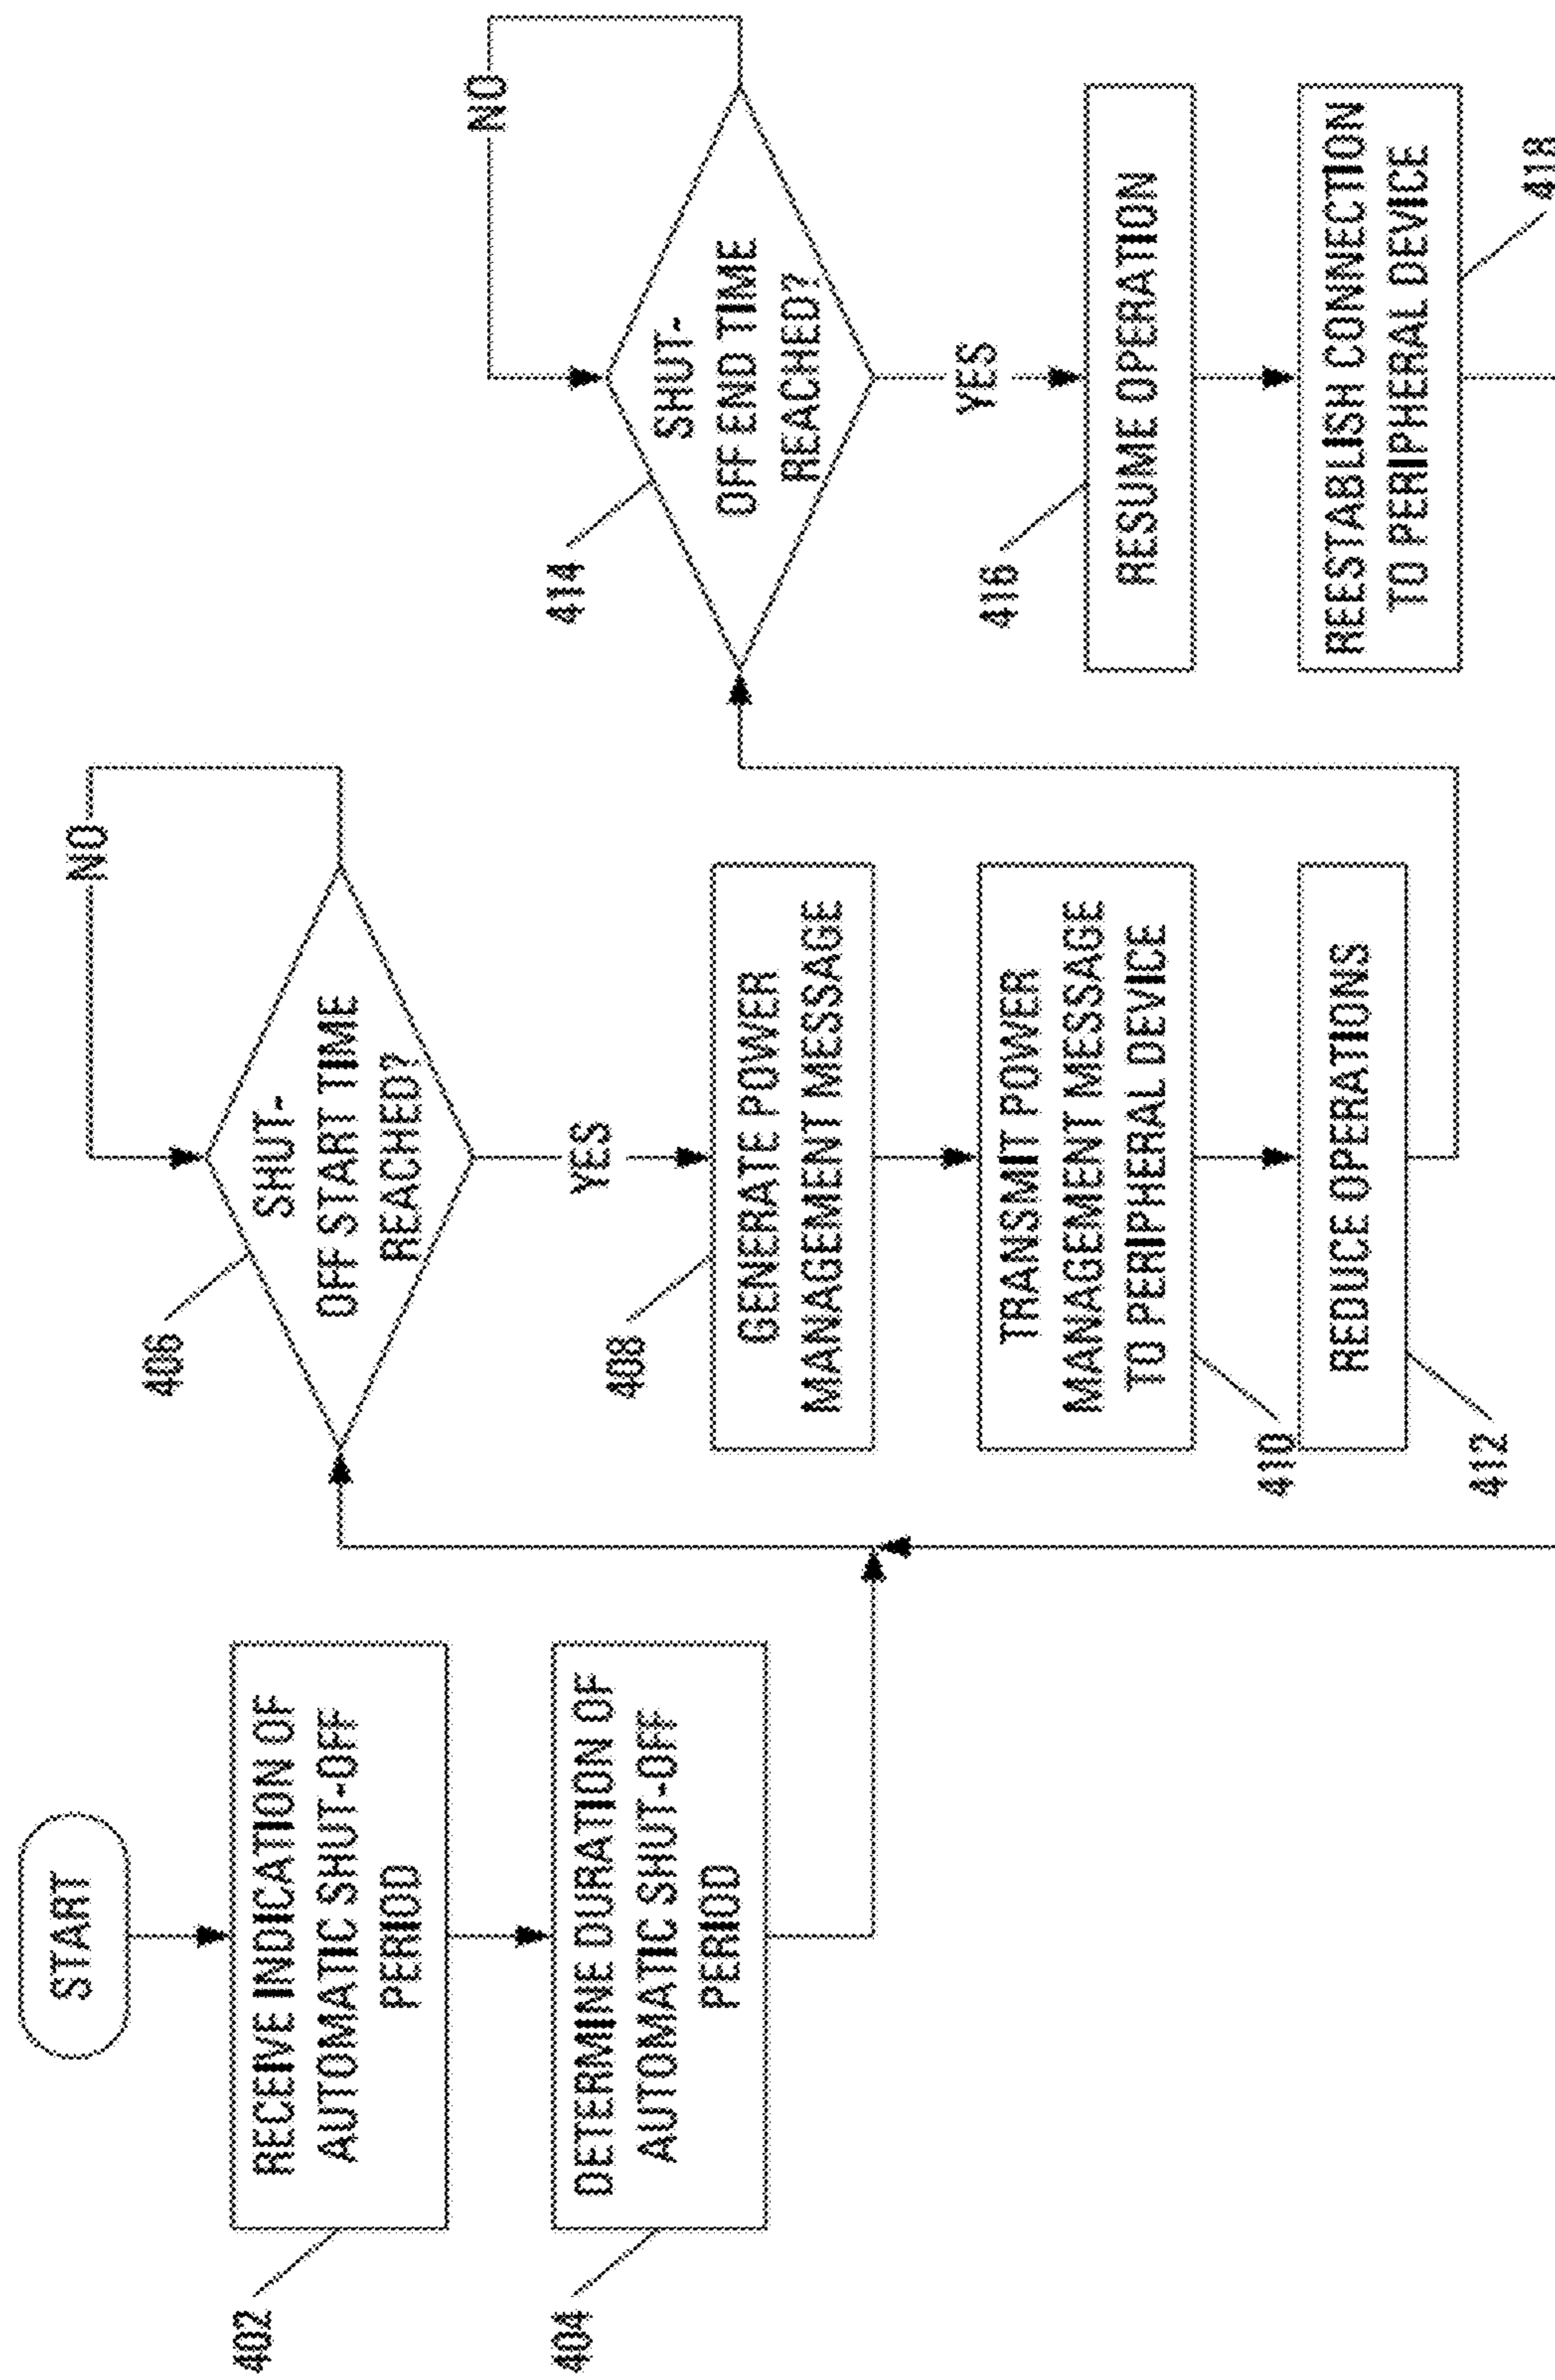 START
RECEIVE INDICATION OF
AUTOMATIC SHUT-OFF
PERIOD
402
DETERMINE DURATION OF
AUTOMATIC SHUT-OFF
PERIOD
404
NO
SHUT-
OFF START TIME
REACHED?
406
YES
GENERATE POWER
MANAGEMENT MESSAGE
408
TRANSMIT POWER
MANAGEMENT MESSAGE
TO PERIPHERAL DEVICE
410
REDUCE OPERATIONS
412
NO
SHUT-
OFF END TIME
REACHED?
414
YES
RESUME OPERATION
416
REESTABLISH CONNECTION
TO PERIPHERAL DEVICE
418